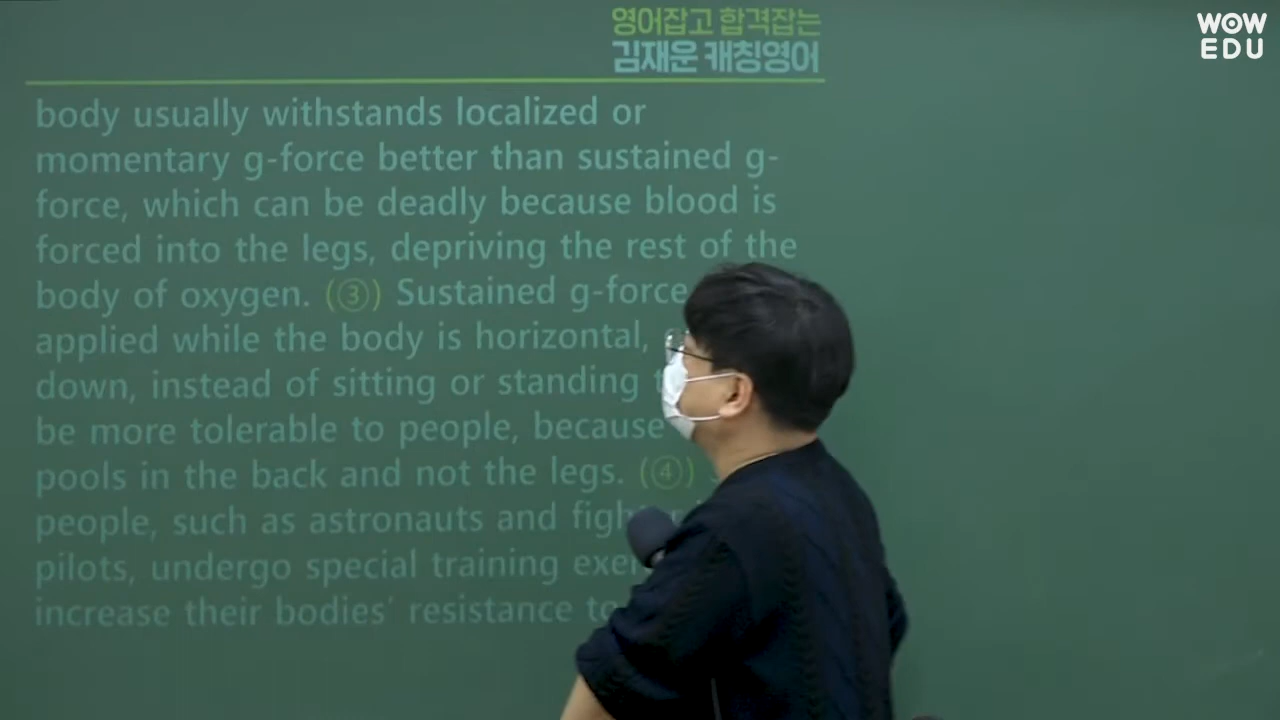 영어잡고 합격잡는
김재운 캐칭영어
WOW
EDU
body usually withstands localized or
momentary g-force better than sustained g-
force, which can be deadly because blood is
forced into the legs, depriving the rest of the
body of oxygen. (③) Sustained g-force
applied while the body is horizontal,
down, instead of sitting or standing
be more tolerable to people, because
pools in the back and not the legs. (④)
people, such as astronauts and
pilots, undergo special training
increase their bodies' resistance to